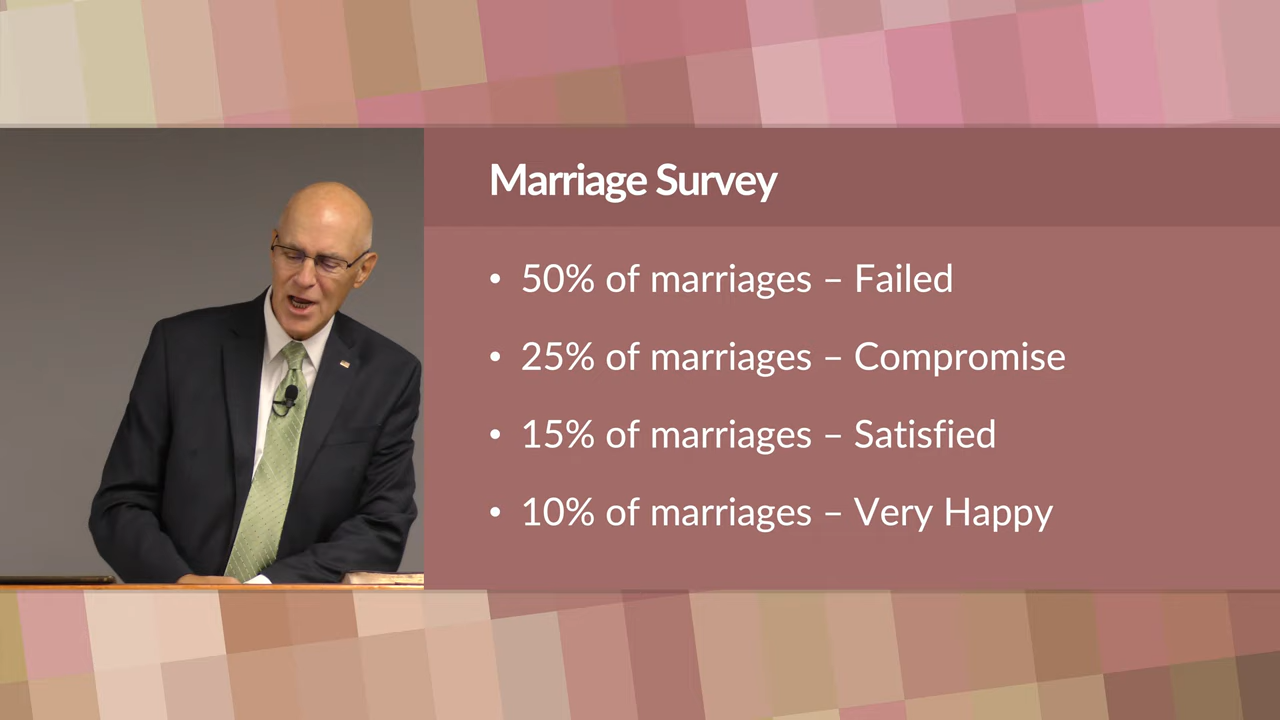 Marriage Survey
• 50% of marriages – Failed
• 25% of marriages – Compromise
• 15% of marriages – Satisfied
• 10% of marriages – Very Happy